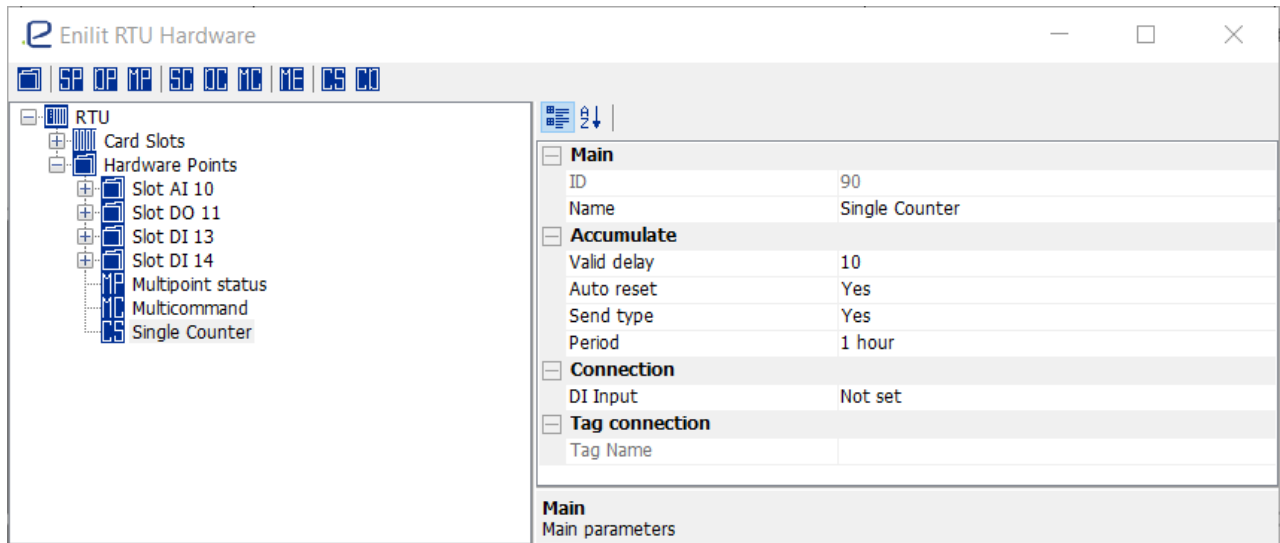 Enilit RTU Hardware
SP DP MP SC DC MC ME CS CD
RTU
Card Slots
Hardware Points
Slot AI 10
Slot DO 11
Slot DI 13
Slot DI 14
MP Multipoint status
MC Multicommand
CS Single Counter
A Z
Main
ID 90
Name Single Counter
Accumulate
Valid delay 10
Auto reset Yes
Send type Yes
Period 1 hour
Connection
DI Input Not set
Tag connection
Tag Name
Main
Main parameters